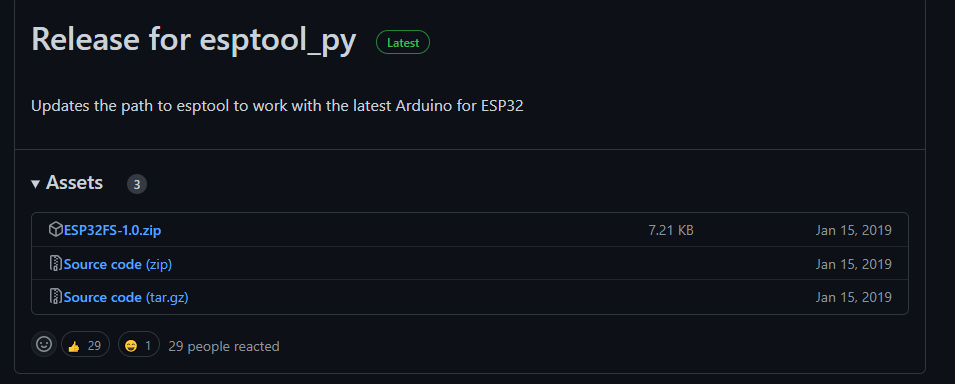 Release for esptool_py Latest
Updates the path to esptool to work with the latest Arduino for ESP32
Assets 3
ESP32FS-1.0.zip 7.21 KB Jan 15, 2019
Source code (zip) Jan 15, 2019
Source code (tar.gz) Jan 15, 2019
29 1 29 people reacted